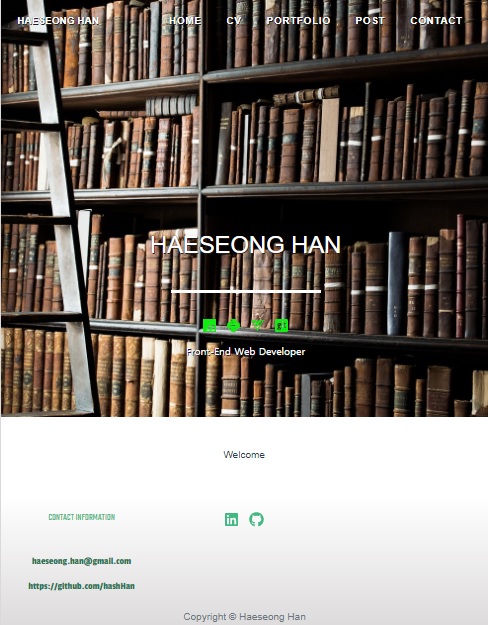 HAESEONG HAN HOME CV PORTFOLIO POST CONTACT
HAESEONG HAN
Front-End Web Developer
Welcome
CONTACT INFORMATION
haeseong.han@gmail.com
https://github.com/hashHan
Copyright © Haeseong Han